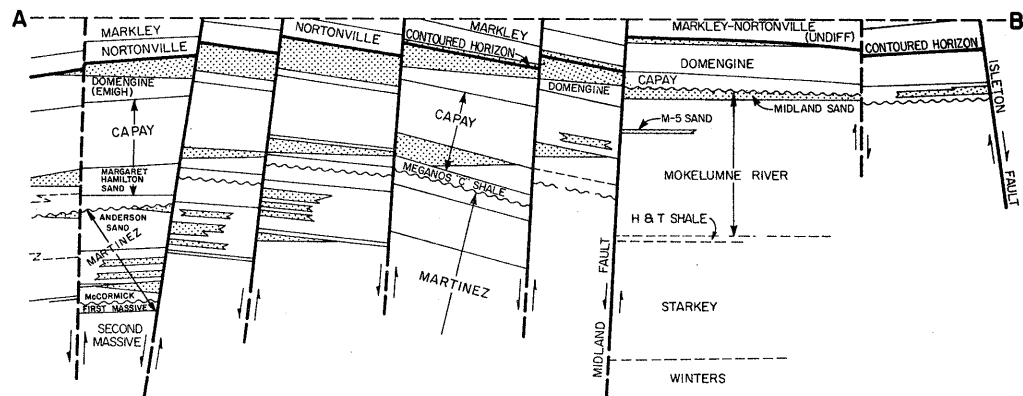 A
B
MARKLEY
NORTONVILLE
DOMENGINE
(EMIGH)
CAPAY
MARGARET
HAMILTON
SAND
ANDERSON
SAND
MARTINEZ
McCORMICK
FIRST MASSIVE
SECOND
MASSIVE
NORTONVILLE
MARKLEY
CONTOURED HORIZON
CAPAY
MEGANOS "C" SHALE
MARTINEZ
MARKLEY
DOMENGINE
MIDLAND FAULT
MARKLEY-NORTONVILLE
(UNDIFF)
DOMENGINE
CAPAY
MIDLAND SAND
M-5 SAND
MOKELUMNE RIVER
H & T SHALE
STARKEY
WINTERS
CONTOURED HORIZON
ISLETON FAULT